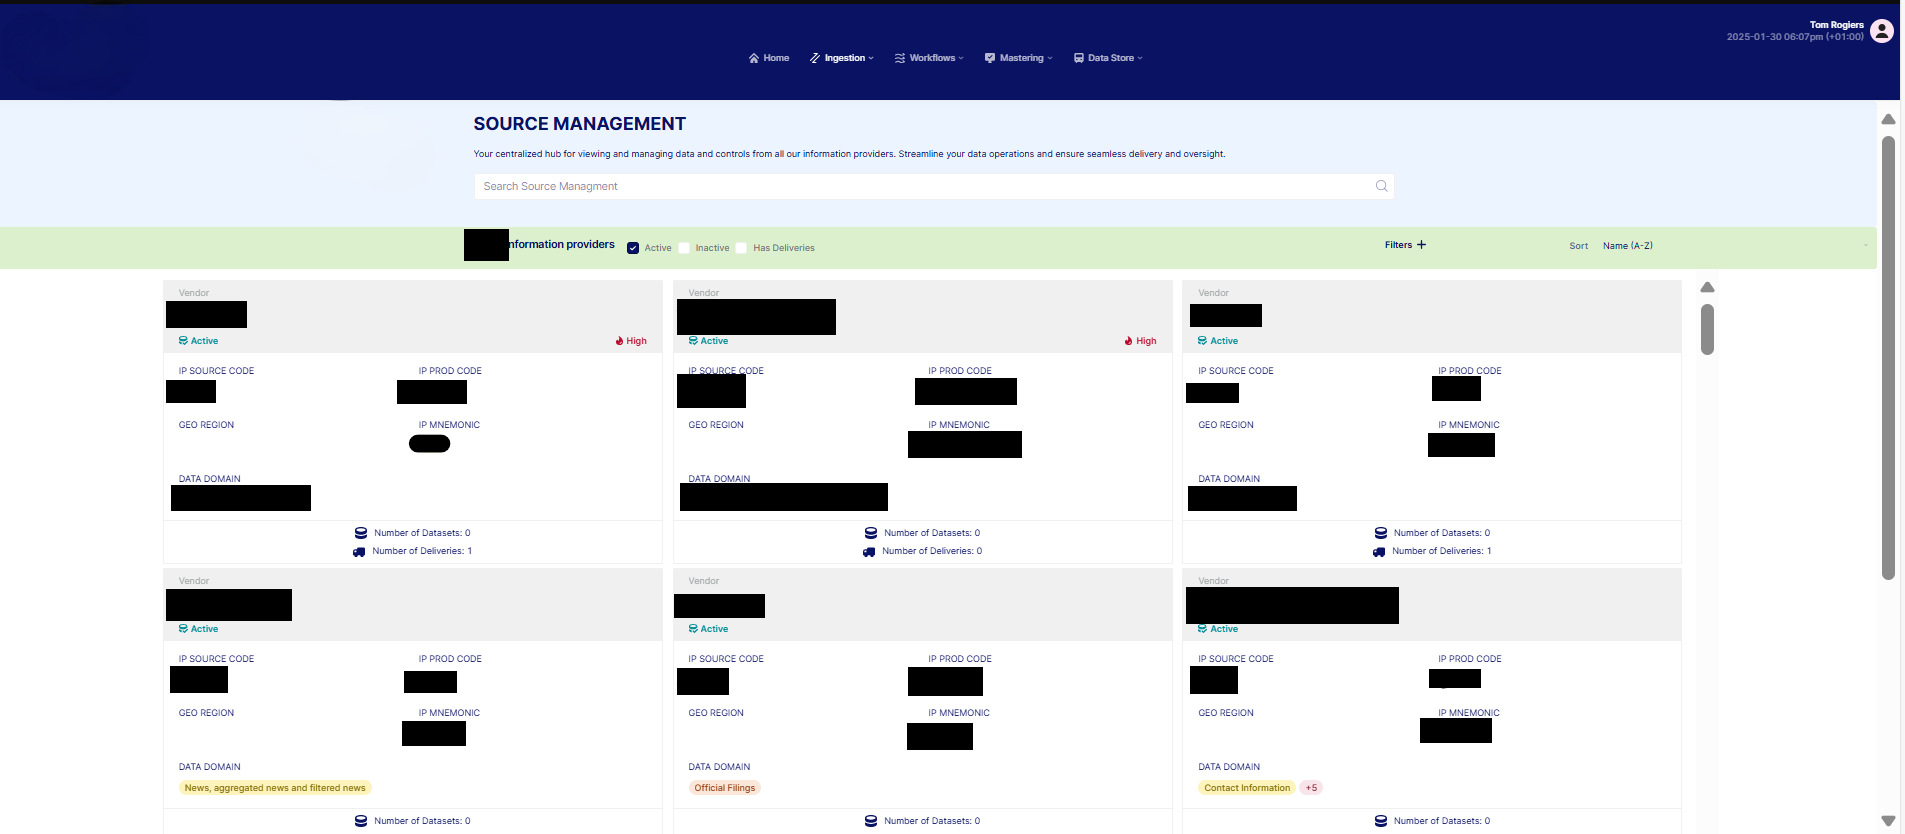 Tom Rogiers
2025-01-30 06:07pm (+01:00)
Home Ingestion Workflows Mastering Data Store
SOURCE MANAGEMENT
Your centralized hub for viewing and managing data and controls from all our information providers. Streamline your data operations and ensure seamless delivery and oversight.
Search Source Managment
nformation providers Active Inactive Has Deliveries Filters Sort Name (A-Z)
Vendor Vendor Vendor
Active High Active High Active
IP SOURCE CODE IP PROD CODE IP SOURCE CODE IP PROD CODE IP SOURCE CODE IP PROD CODE
GEO REGION IP MNEMONIC GEO REGION IP MNEMONIC GEO REGION IP MNEMONIC
DATA DOMAIN DATA DOMAIN DATA DOMAIN
Number of Datasets: 0 Number of Datasets: 0 Number of Datasets: 0
Number of Deliveries: 1 Number of Deliveries: 0 Number of Deliveries: 1
Vendor Vendor Vendor
Active Active Active
IP SOURCE CODE IP PROD CODE IP SOURCE CODE IP PROD CODE IP SOURCE CODE IP PROD CODE
GEO REGION IP MNEMONIC GEO REGION IP MNEMONIC GEO REGION IP MNEMONIC
DATA DOMAIN DATA DOMAIN DATA DOMAIN
News, aggregated news and filtered news Official Filings Contact Information +5
Number of Datasets: 0 Number of Datasets: 0 Number of Datasets: 0